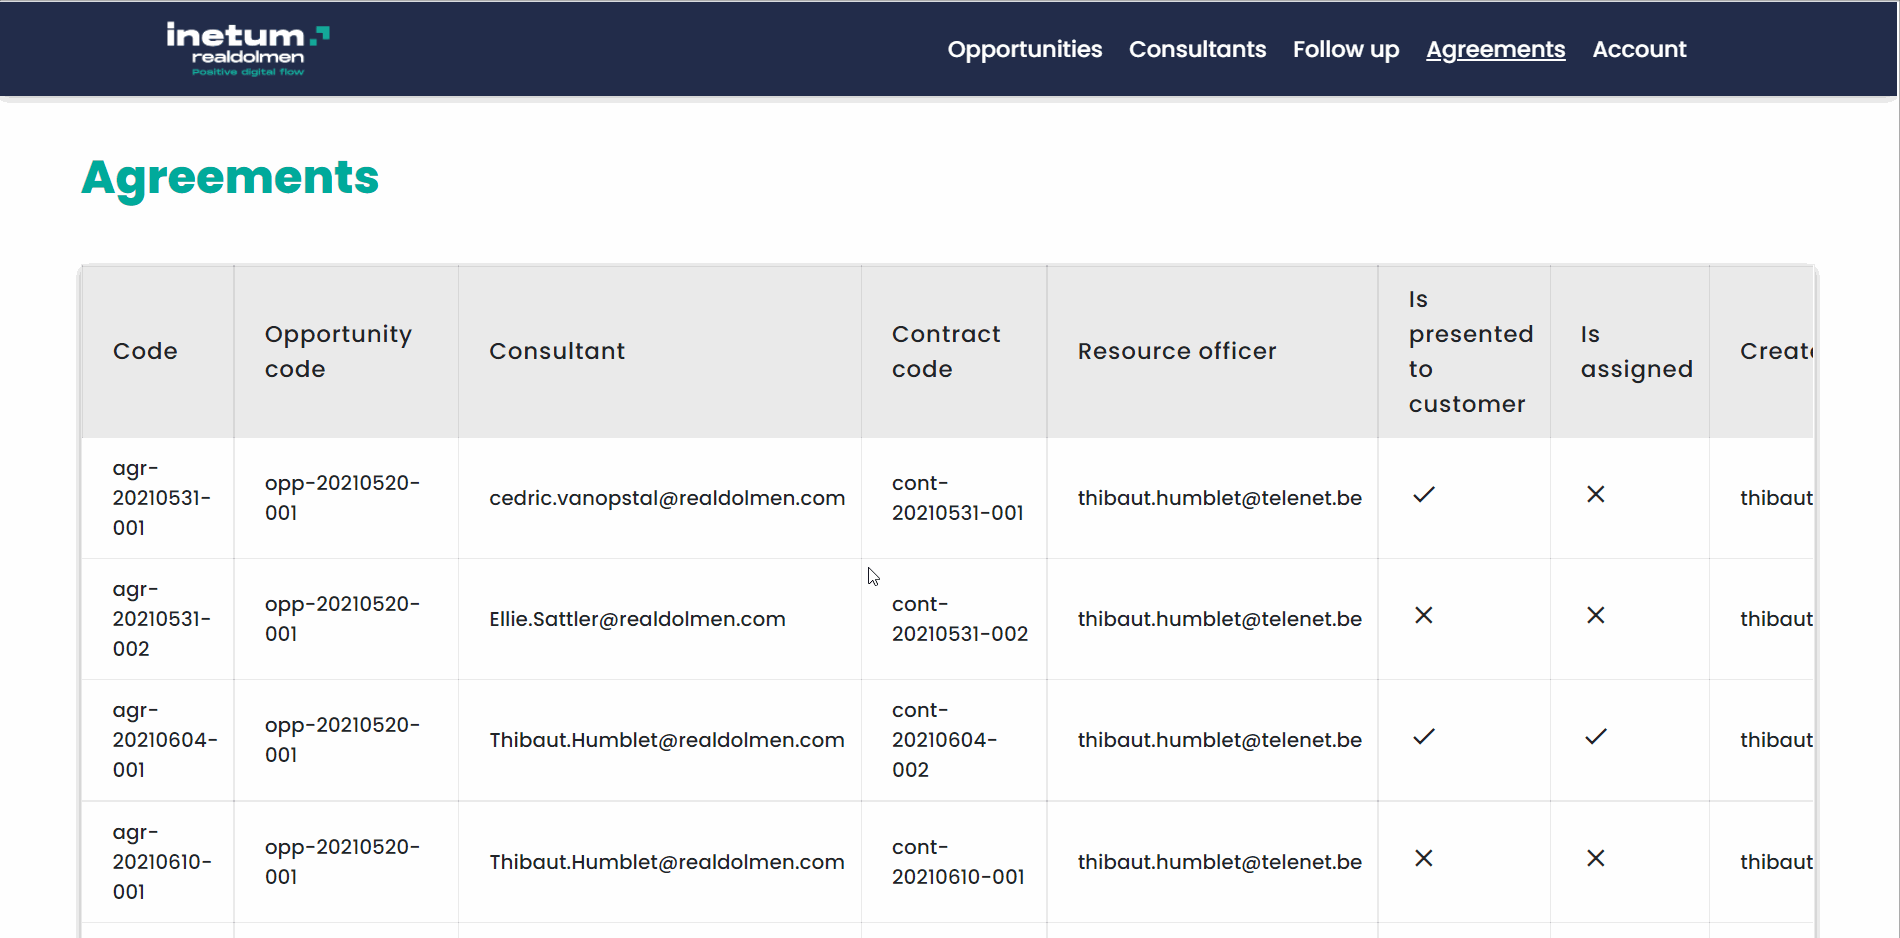 inetum
realdolmen
Positive digital flow
Opportunities Consultants Follow up Agreements Account
Agreements
Code
Opportunity
code
Consultant
Contract
code
Resource officer
Is
presented
to
customer
Is
assigned
Create
agr-
20210531-
001
opp-20210520-
001
cedric.vanopstal@realdolmen.com
cont-
20210531-001
thibaut.humblet@telenet.be
thibaut
agr-
20210531-
002
opp-20210520-
001
Ellie.Sattler@realdolmen.com
cont-
20210531-002
thibaut.humblet@telenet.be
thibaut
agr-
20210604-
001
opp-20210520-
001
Thibaut.Humblet@realdolmen.com
cont-
20210604-
002
thibaut.humblet@telenet.be
thibaut
agr-
20210610-
001
opp-20210520-
001
Thibaut.Humblet@realdolmen.com
cont-
20210610-001
thibaut.humblet@telenet.be
thibaut